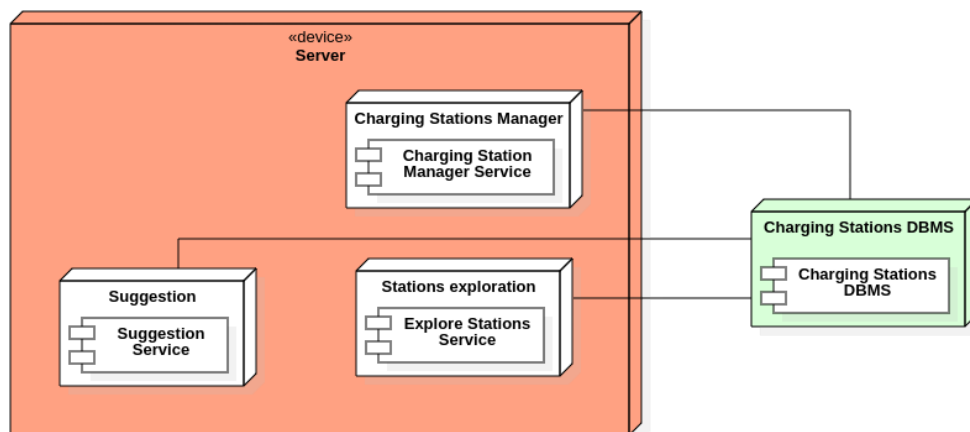 «device»
Server
Charging Stations Manager
Charging Station
Manager Service
Charging Stations DBMS
Charging Stations
DBMS
Suggestion
Suggestion
Service
Stations exploration
Explore Stations
Service